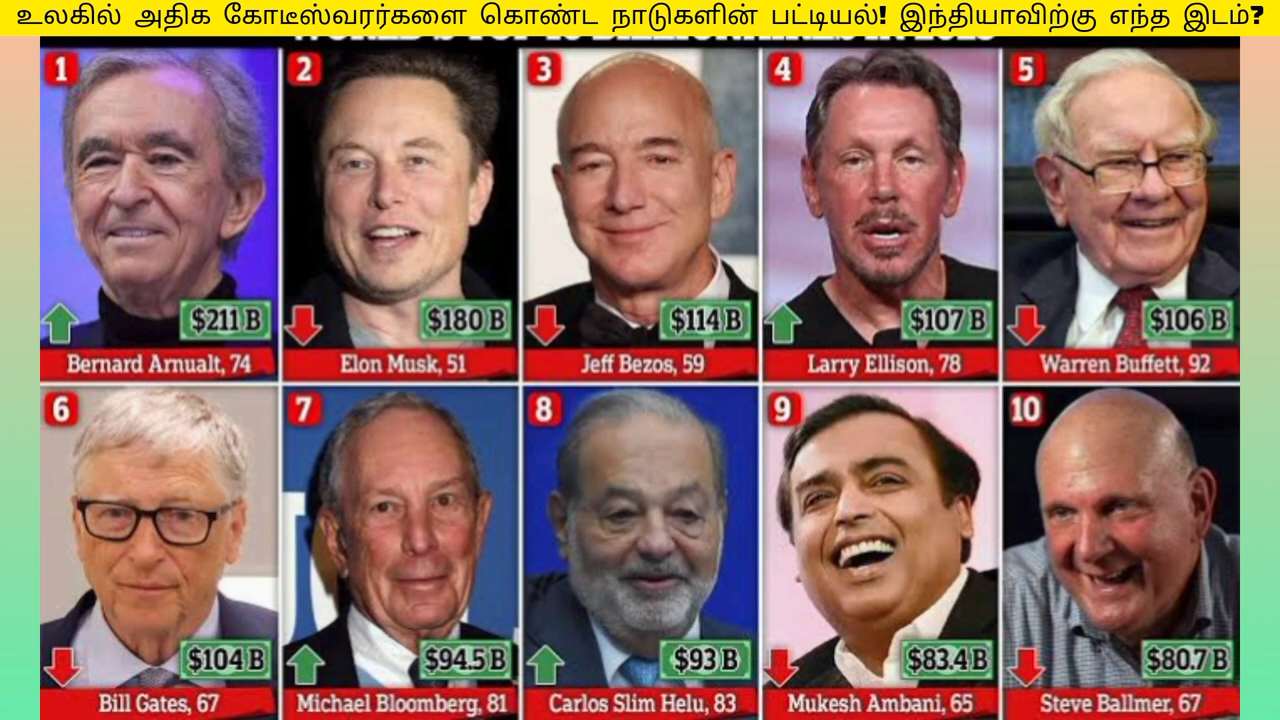 உலகில் அதிக கோடீஸ்வரர்களை கொண்ட நாடுகளின் பட்டியல்! இந்தியாவிற்கு எந்த இடம்?
1
2
3
4
5
$211 B
$180 B
$114 B
$107 B
$106 B
Bernard Arnualt, 74
Elon Musk, 51
Jeff Bezos, 59
Larry Ellison, 78
Warren Buffett, 92
6
7
8
9
10
$104 B
$94.5 B
$93 B
$83.4 B
$80.7 B
Bill Gates, 67
Michael Bloomberg, 81
Carlos Slim Helu, 83
Mukesh Ambani, 65
Steve Ballmer, 67